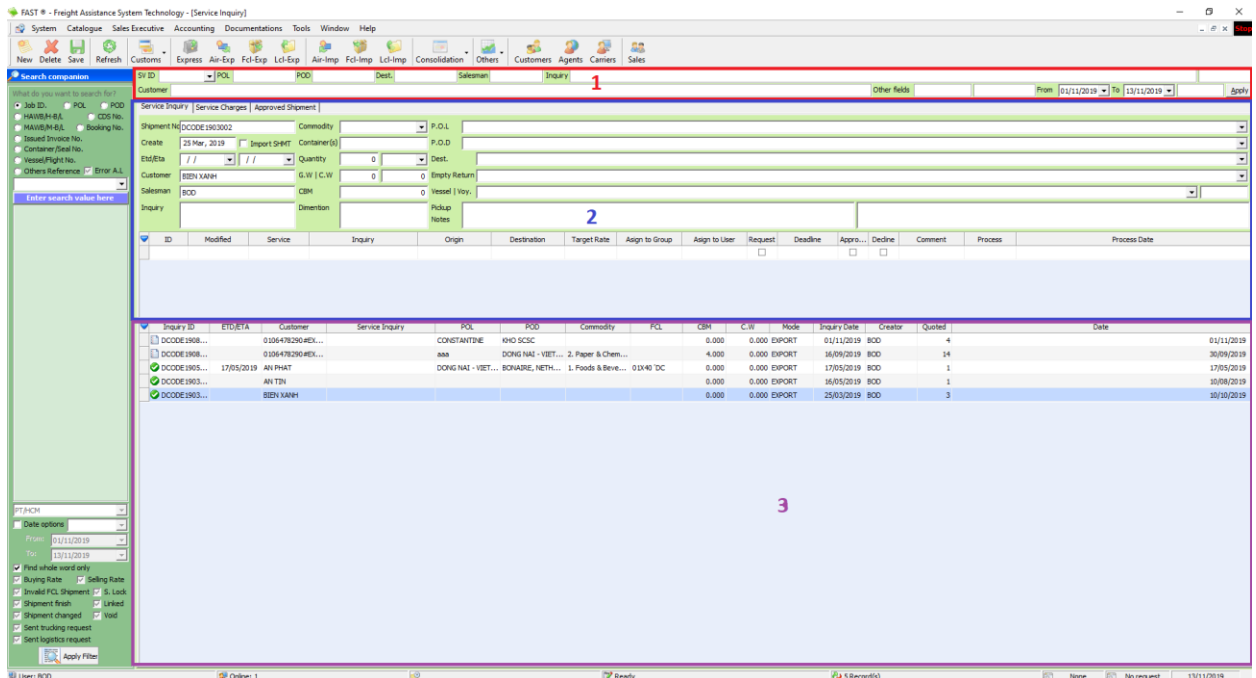 FAST ® - Freight Assistance System Technology - [Service Inquiry]
System Catalogue Sales Executive Accounting Documentations Tools Window Help
Stop
New Delete Save Refresh Customs Express Air-Exp Fcl-Exp Lcl-Exp Air-Imp Fcl-Imp Lcl-Imp Consolidation Others Customers Agents Carriers Sales
Search companion
What do you want to search for?
Job ID. POL POD
HAWB/H-B/L CDS No.
MAWB/M-B/L Booking No.
Issued Invoice No.
Container/Seal No.
Vessel/Flight No.
Others Reference Error A.L
Enter search value here
PT/HCM
Date options
From: 01/11/2019
To: 13/11/2019
Find whole word only
Buying Rate Selling Rate
Invalid FCL Shipment S. Lock
Shipment finish Linked
Shipment changed Void
Sent trucking request
Sent logistics request
Apply Filter
SV ID POL POD Dest. Salesman Inquiry
1
Customer Other fields From 01/11/2019 To 13/11/2019 Apply
Service Inquiry Service Charges Approved Shipment
Shipment No DCODE1903002 Commodity P.O.L
Create 25 Mar, 2019 Import SHMT Container(s) P.O.D
Etd/Eta / / / / Quantity 0 Dest.
Customer BIEN XANH G.W | C.W 0 0 Empty Return
Salesman BOD CBM 0 Vessel | Voy.
Inquiry Dimention Pickup Notes
2
ID Modified Service Inquiry Origin Destination Target Rate Asign to Group Asign to User Request Deadline Appro... Decline Comment Process Process Date
Inquiry ID ETD/ETA Customer Service Inquiry POL POD Commodity FCL CBM C.W Mode Inquiry Date Creator Quoted Date
DCODE1908... 0106478290#EX... CONSTANTINE KHO SCSC 0.000 0.000 EXPORT 01/11/2019 BOD 4 01/11/2019
DCODE1908... 0106478290#EX... aaa DONG NAI - VIET... 2. Paper & Chem... 4.000 0.000 EXPORT 16/09/2019 BOD 14 30/09/2019
DCODE1905... 17/05/2019 AN PHAT DONG NAI - VIET... BONAIRE, NETH... 1. Foods & Beve... 01X40´DC 0.000 0.000 EXPORT 17/05/2019 BOD 1 17/05/2019
DCODE1903... AN TIN 0.000 0.000 EXPORT 16/05/2019 BOD 1 10/08/2019
DCODE1903... BIEN XANH 0.000 0.000 EXPORT 25/03/2019 BOD 3 10/10/2019
3
User: BOD Online: 1 Ready 5 Record(s) None No request 13/11/2019